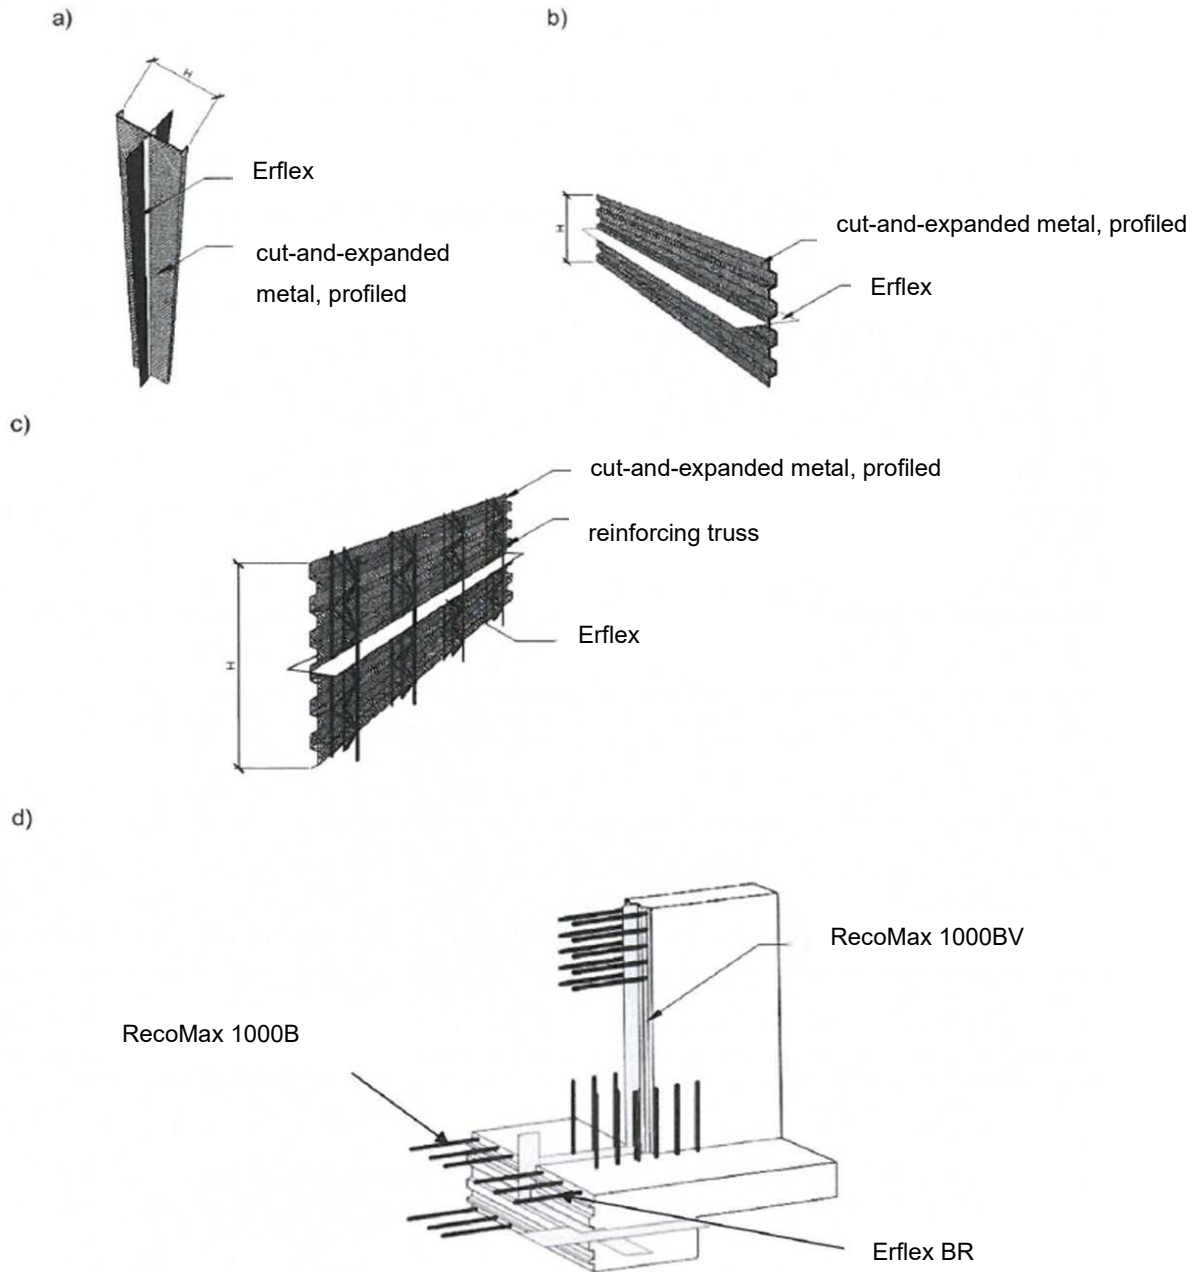 a)
b)
H
Erflex
cut-and-expanded
metal, profiled
H
cut-and-expanded metal, profiled
Erflex
c)
cut-and-expanded metal, profiled
reinforcing truss
Erflex
H
d)
RecoMax 1000BV
RecoMax 1000B
Erflex BR